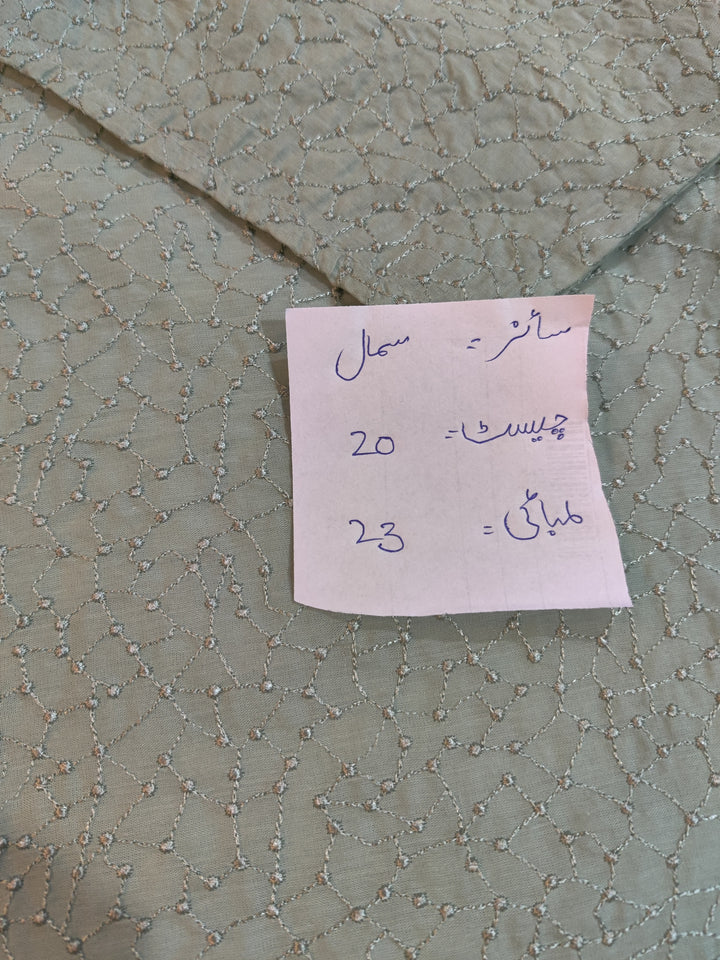 سائز = سمال
چیسٹ = 20
لمبائی = 23